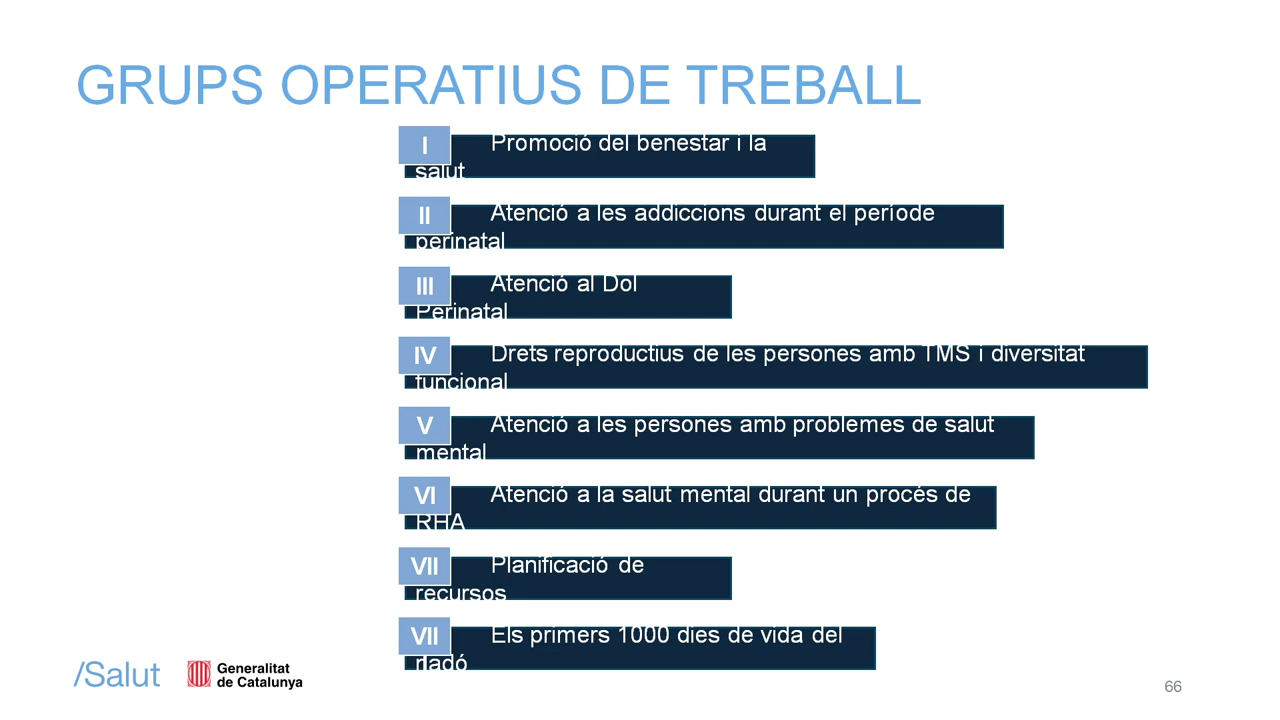 GRUPS OPERATIUS DE TREBALL
I Promoció del benestar i la
salut
II Atenció a les addiccions durant el període
perinatal
III Atenció al Dol
Perinatal
IV Drets reproductius de les persones amb TMS i diversitat
funcional
V Atenció a les persones amb problemes de salut
mental
VI Atenció a la salut mental durant un procés de
RHA
VII Planificació de
recursos
VII Els primers 1000 dies de vida del
/Salut
Generalitat
de Catalunya
66